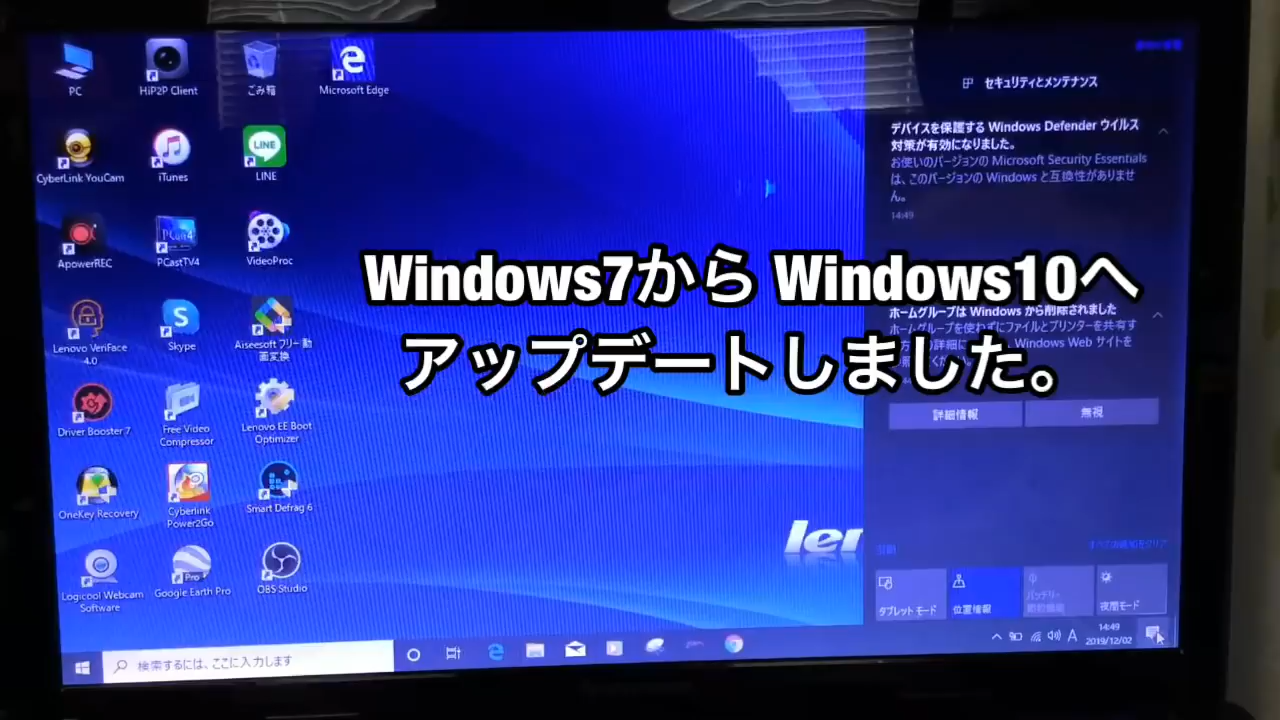 PC
HiP2P Client
ごみ箱
Microsoft Edge
CyberLink YouCam
iTunes
LINE
LINE
ApowerREC
PCastTV4
VideoProc
Lenovo VeriFace
4.0
Skype
Aiseesoft フリー動
画変換
Driver Booster 7
Free Video
Compressor
Lenovo EE Boot
Optimizer
OneKey Recovery
Cyberlink
Power2Go
Smart Defrag 6
Logicool Webcam
Software
Google Earth Pro
OBS Studio
セキュリティとメンテナンス
デバイスを保護する Windows Defender ウイルス
対策が有効になりました。
お使いのバージョンの Microsoft Security Essentials
は、このバージョンの Windows と互換性がありませ
ん。
14:49
Windows7から Windows10へ
アップデートしました。
ホームグループは Windows から削除されました
ホームグループを使わずにファイルとプリンターを共有す
Windows Web サイトを
詳細情報
無視
タブレット モード
位置情報
夜間モード
検索するには、ここに入力します
A
14:49
2019/12/02